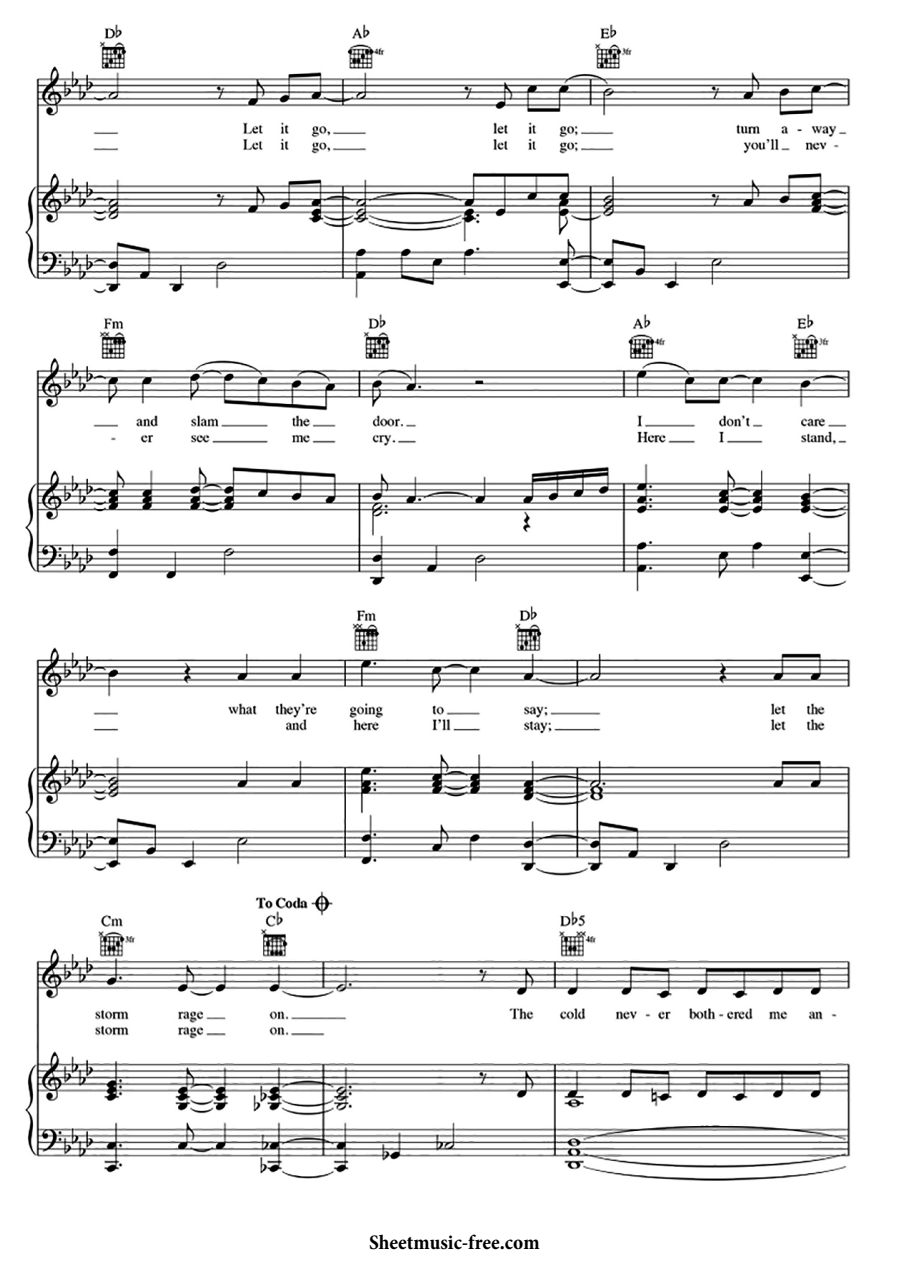 D♭ A♭ E♭
4fr 3fr
Let it go, let it go; turn a - way
Let it go, let it go; you'll nev -
Fm D♭ A♭ E♭
4fr 3fr
and slam the door. I don't care
- er see me cry. Here I stand,
Fm D♭
what they're going to say; let the
and here I'll stay; let the
To Coda
Cm C♭ D♭5
3fr 4fr
storm rage on. The cold nev - er both - ered me an -
storm rage on.
Sheetmusic-free.com